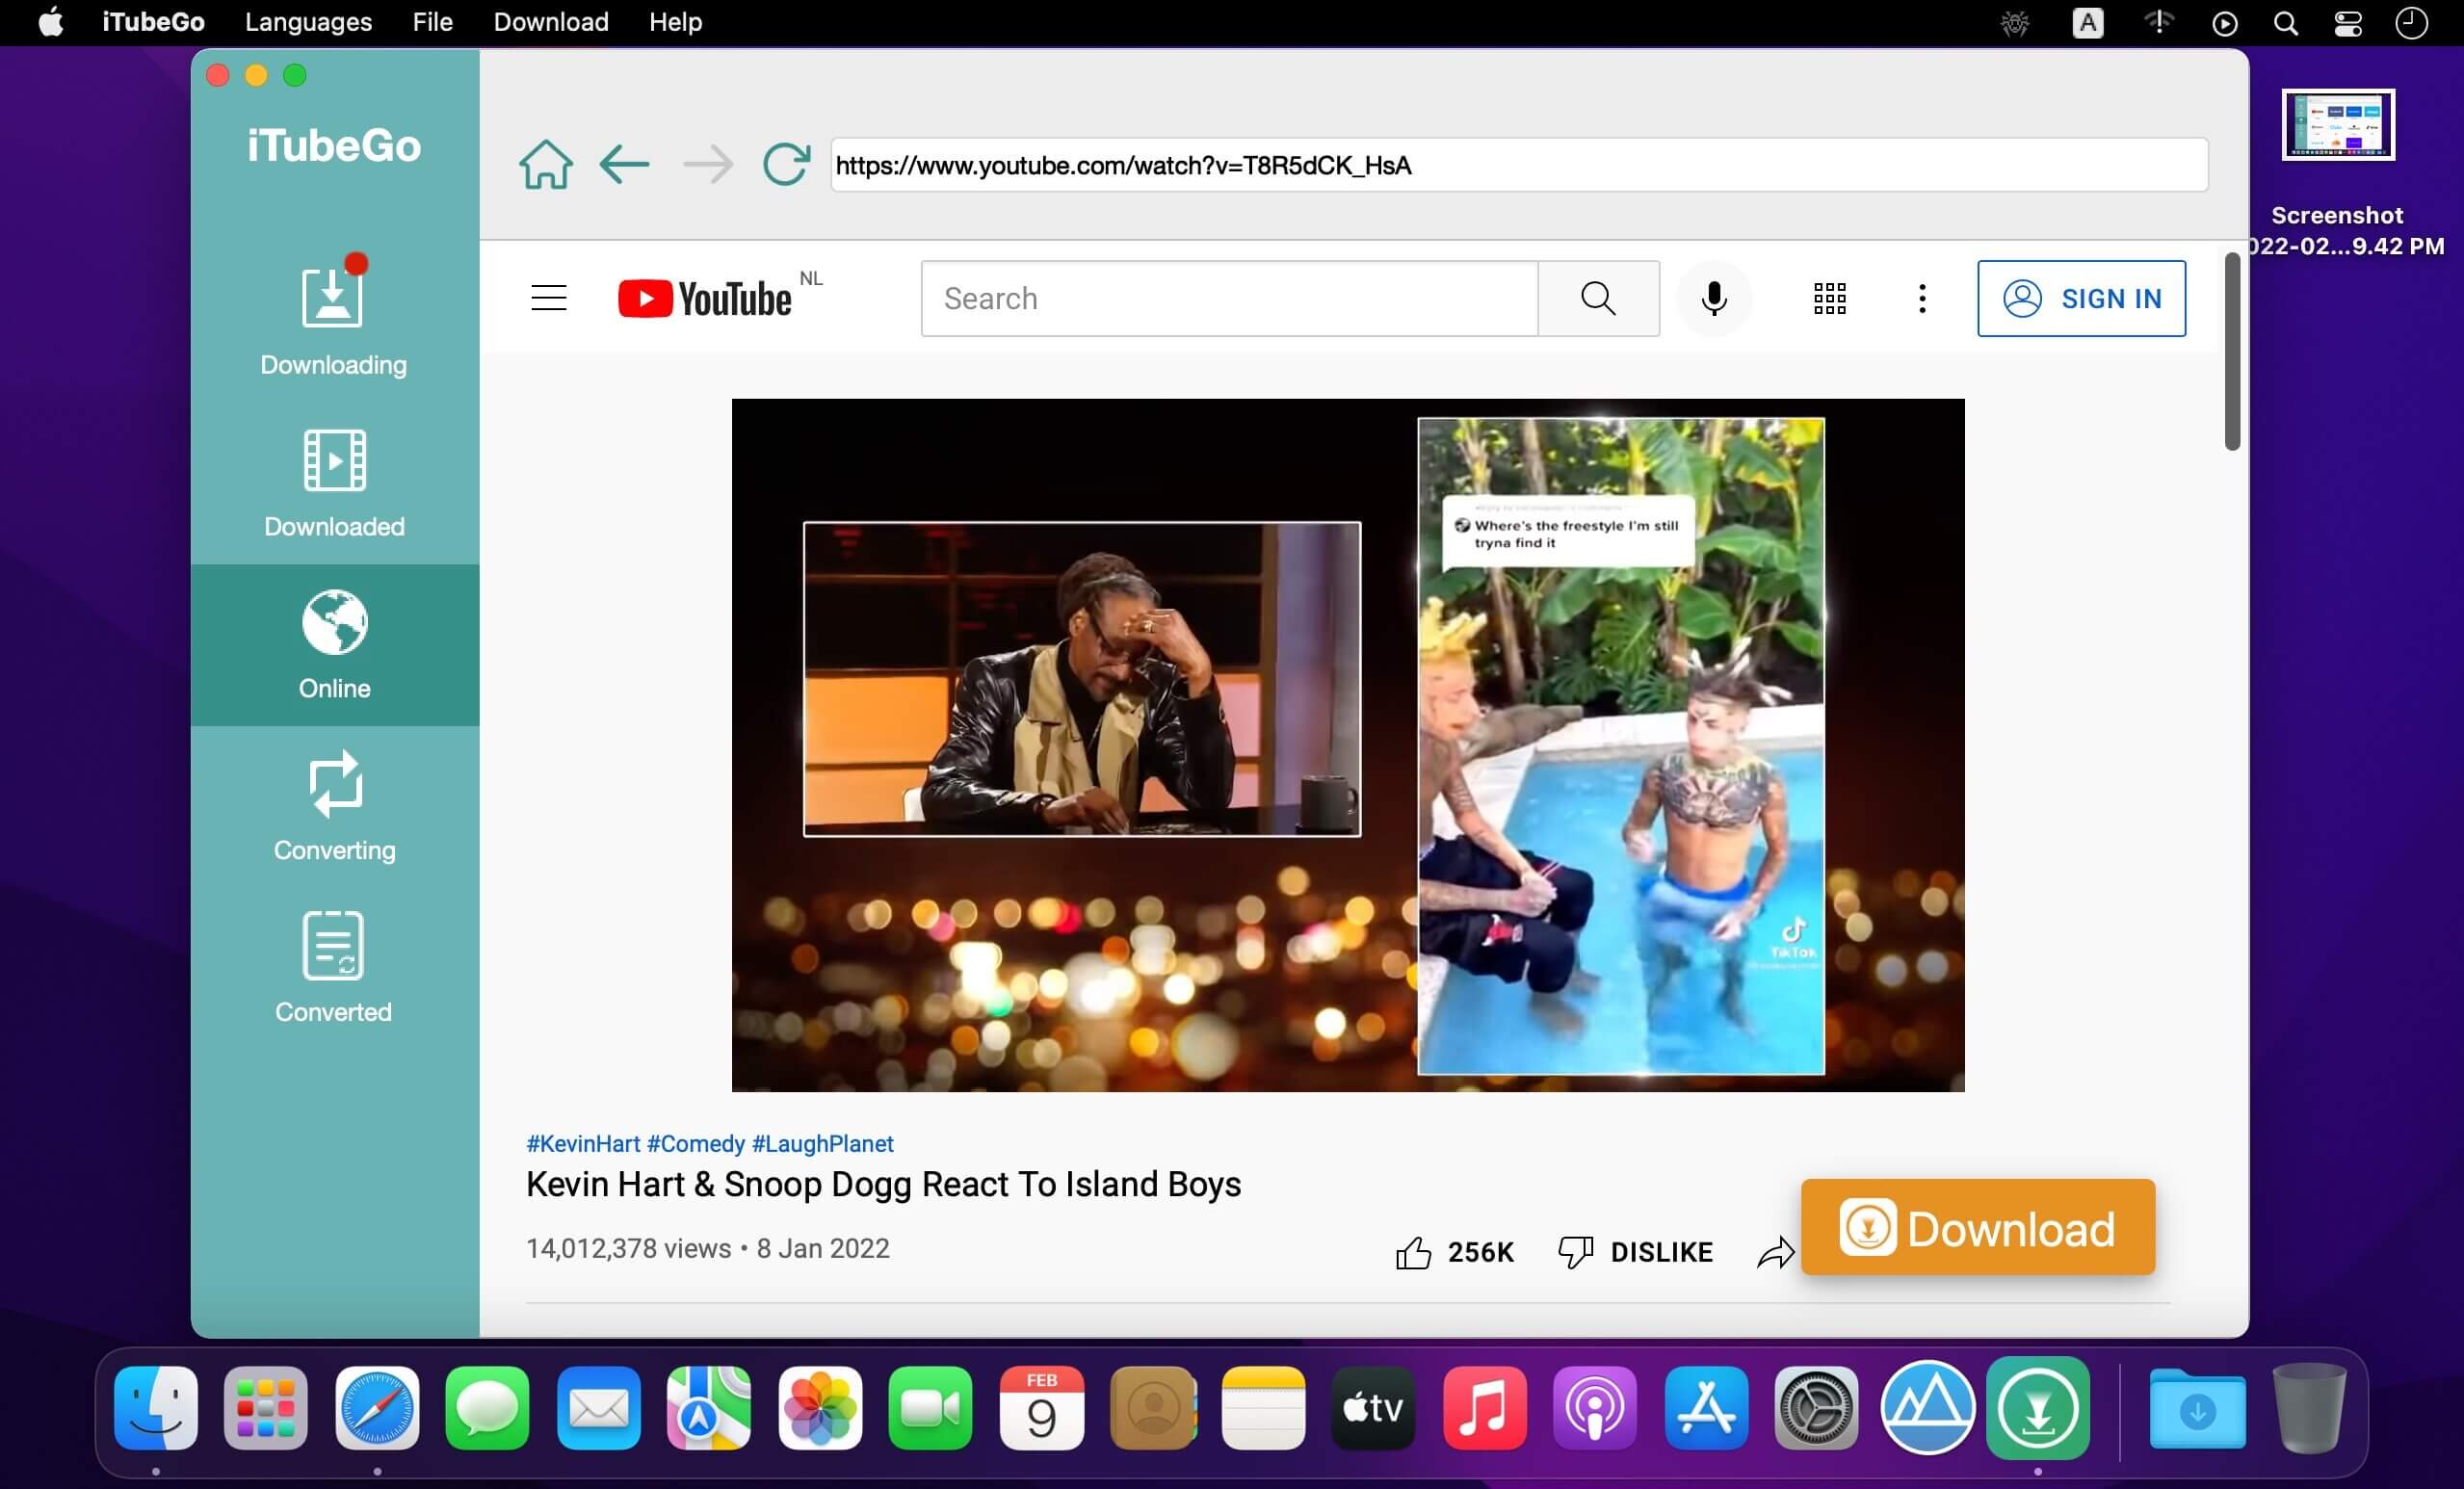 iTubeGo Languages File Download Help
A
iTubeGo
https://www.youtube.com/watch?v=T8R5dCK_HsA
Screenshot
022-02...9.42 PM
YouTube NL
Search
SIGN IN
Downloading
Downloaded
Online
Converting
Converted
Where's the freestyle I'm still
tryna find it
TikTok
#KevinHart #Comedy #LaughPlanet
Kevin Hart & Snoop Dogg React To Island Boys
14,012,378 views • 8 Jan 2022
256K
DISLIKE
Download
FEB
9
tv